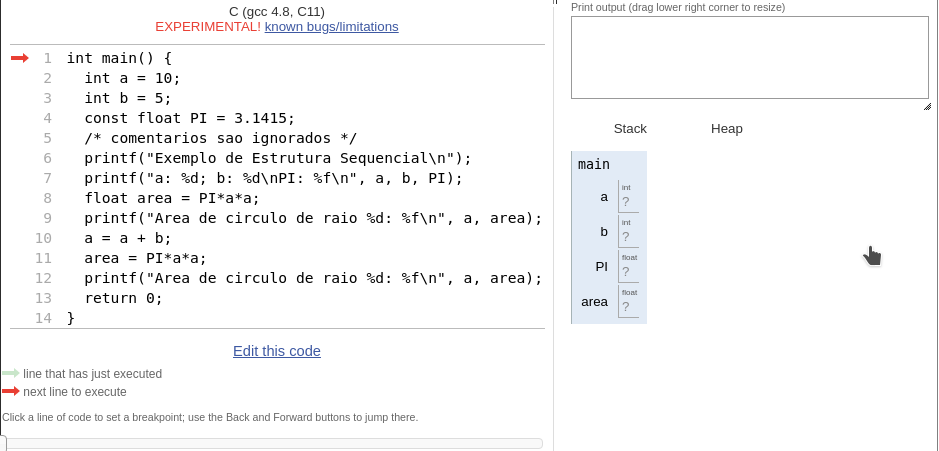 C (gcc 4.8, C11)
EXPERIMENTAL! known bugs/limitations
1 int main() {
2 int a = 10;
3 int b = 5;
4 const float PI = 3.1415;
5 /* comentarios sao ignorados */
6 printf("Exemplo de Estrutura Sequencial\n");
7 printf("a: %d; b: %d\nPI: %f\n", a, b, PI);
8 float area = PI*a*a;
9 printf("Area de circulo de raio %d: %f\n", a, area);
10 a = a + b;
11 area = PI*a*a;
12 printf("Area de circulo de raio %d: %f\n", a, area);
13 return 0;
14 }
Edit this code
line that has just executed
next line to execute
Click a line of code to set a breakpoint; use the Back and Forward buttons to jump there.
Print output (drag lower right corner to resize)
Stack Heap
main
a int ?
b int ?
PI float ?
area float ?